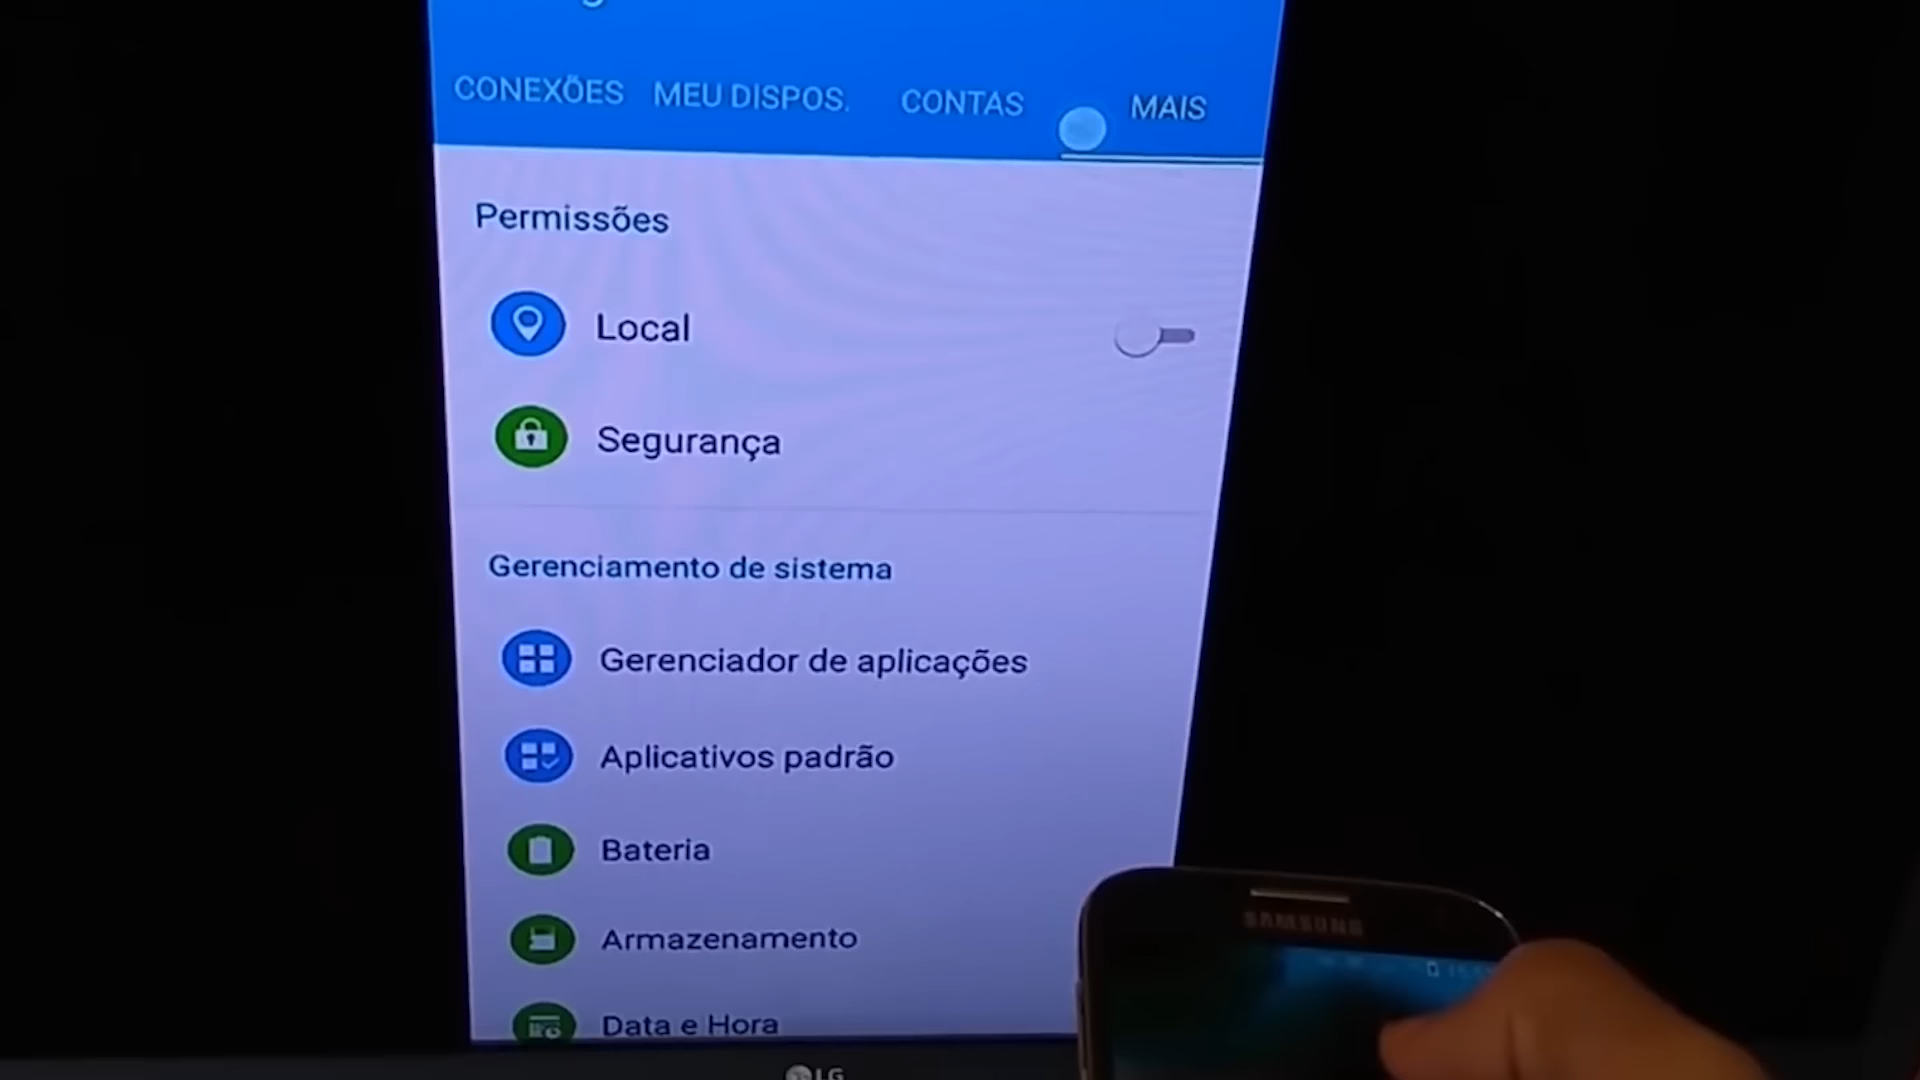 CONEXÕES MEU DISPOS. CONTAS MAIS
Permissões
Local
Segurança
Gerenciamento de sistema
Gerenciador de aplicações
Aplicativos padrão
Bateria
Armazenamento
Data e Hora
SAMSUNG
LG